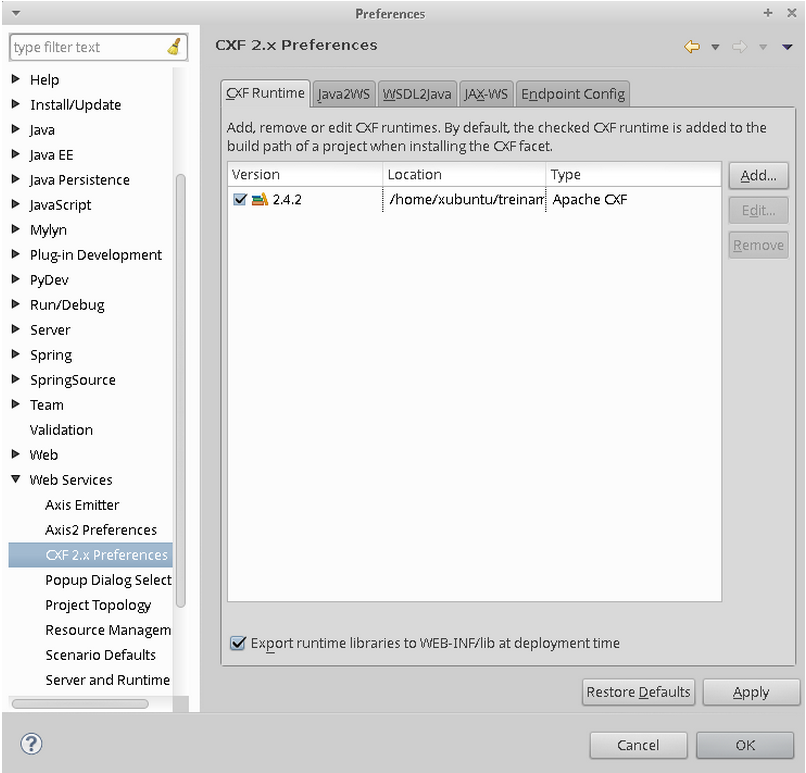 Preferences
type filter text
Help
Install/Update
Java
Java EE
Java Persistence
JavaScript
Mylyn
Plug-in Development
PyDev
Run/Debug
Server
Spring
SpringSource
Team
Validation
Web
Web Services
Axis Emitter
Axis2 Preferences
CXF 2.x Preferences
Popup Dialog Select
Project Topology
Resource Managem
Scenario Defaults
Server and Runtime
CXF 2.x Preferences
CXF Runtime Java2WS WSDL2Java JAX-WS Endpoint Config
Add, remove or edit CXF runtimes. By default, the checked CXF runtime is added to the
build path of a project when installing the CXF facet.
Version Location Type
2.4.2 /home/xubuntu/treinam Apache CXF
Add...
Edit...
Remove
Export runtime libraries to WEB-INF/lib at deployment time
Restore Defaults Apply
? Cancel OK